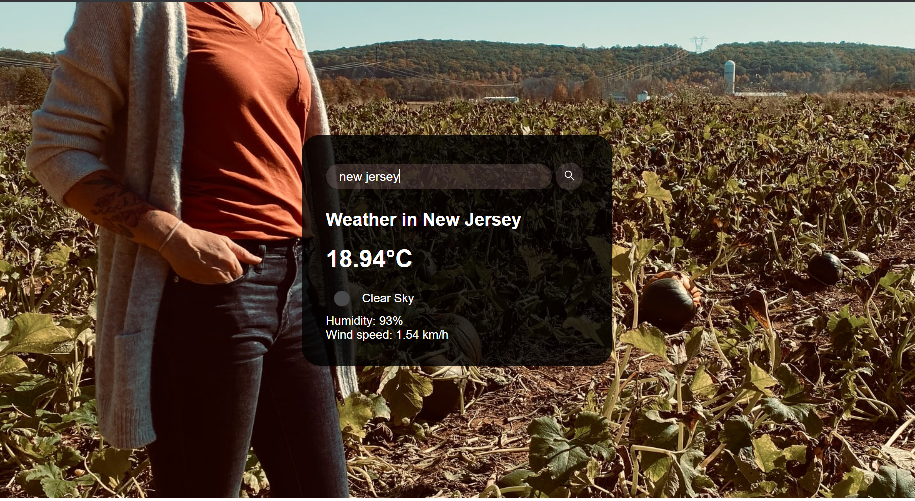 new jersey
Weather in New Jersey
18.94°C
Clear Sky
Humidity: 93%
Wind speed: 1.54 km/h